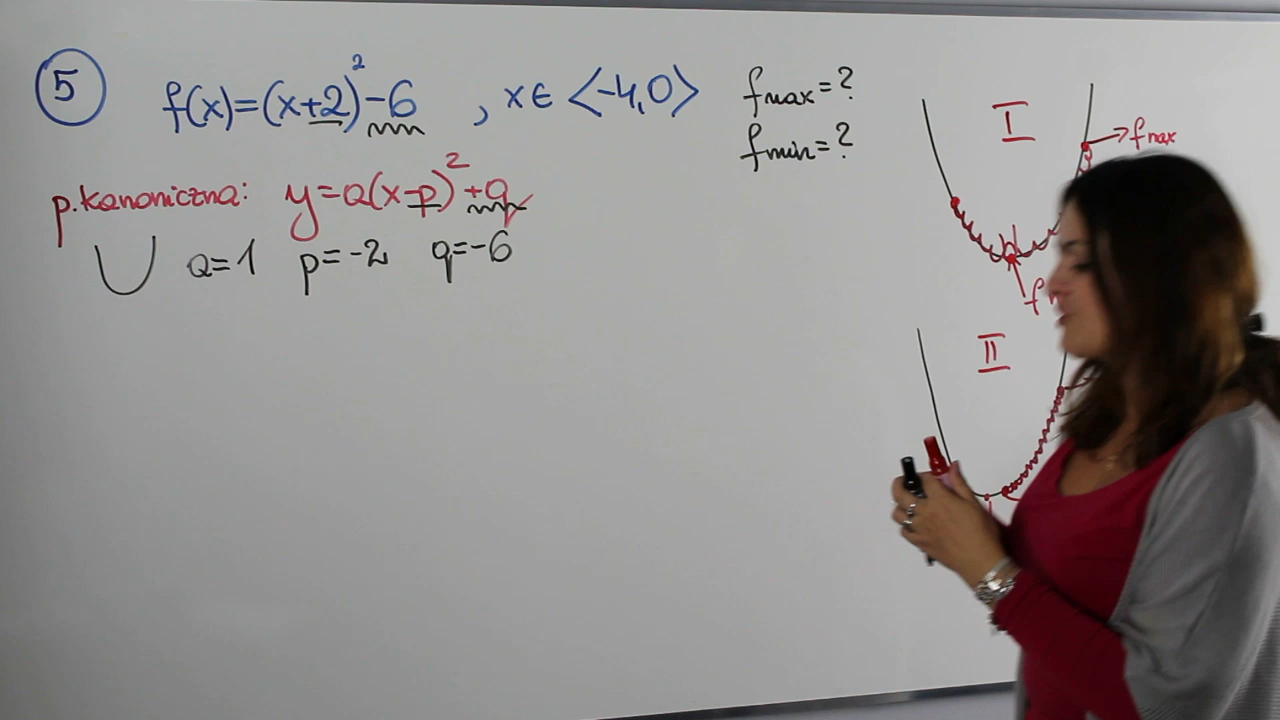 5 f(x)=(x+2)²-6 , x∈ <-4,0>
fmax=?
fmin=?
p.kanoniczna: y=a(x-p)²+q
a=1 p=-2 q=-6
I
fmax
II